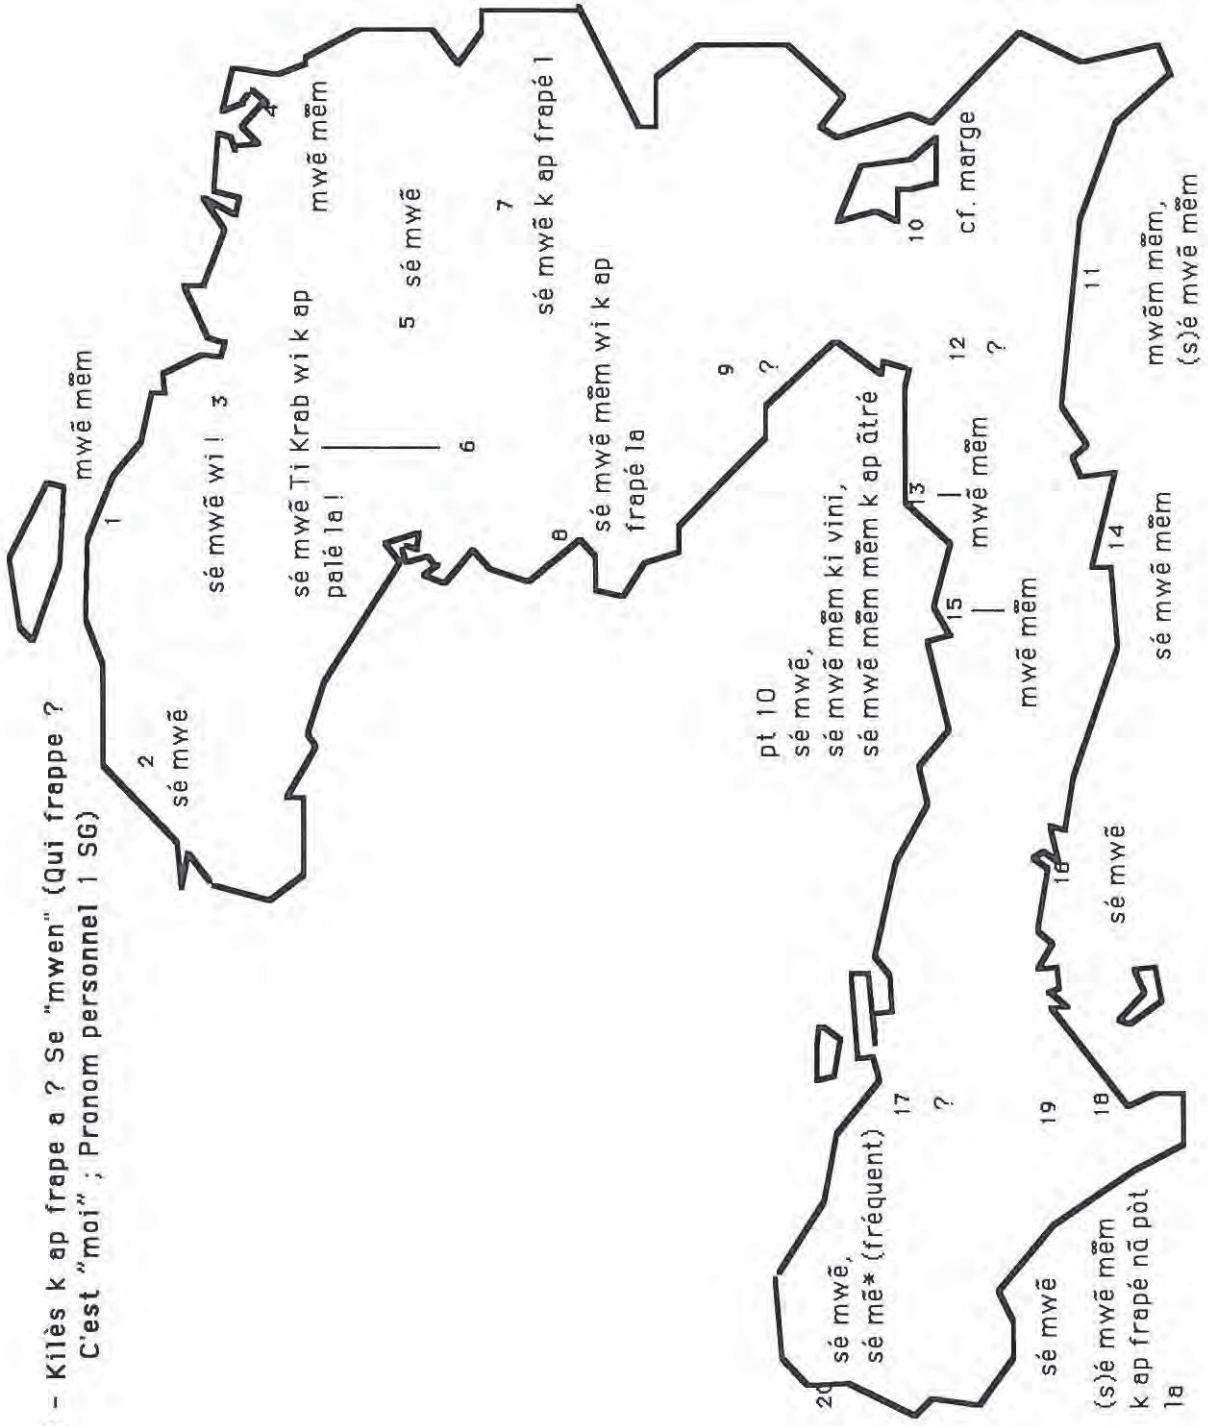 - Kilès k ap frape a ? Se "mwen" (Qui frappe ?
C'est "moi" ; Pronom personnel 1 SG)
mwẽ mẽm
1
2
sé mwẽ
sé mwẽ wi ! 3
4
mwẽ mẽm
sé mwẽ Ti Krab wi k ap
palé la !
5 sé mwẽ
6
7
sé mwẽ k ap frapé l
8
sé mwẽ mẽm wi k ap
frapé la
9
?
10
cf. marge
pt 10
sé mwẽ,
sé mwẽ mẽm ki vini,
sé mwẽ mẽm mẽm k ap ãtré
12
?
11
mwẽm mẽm,
(s)é mwẽ mẽm
13
mwẽ mẽm
15
mwẽ mẽm
14
sé mwẽ mẽm
16
sé mwẽ
17
?
20
sé mwẽ,
sé mẽ* (fréquent)
19
sé mwẽ
18
(s)é mwẽ mẽm
k ap frapé nã pòt
la